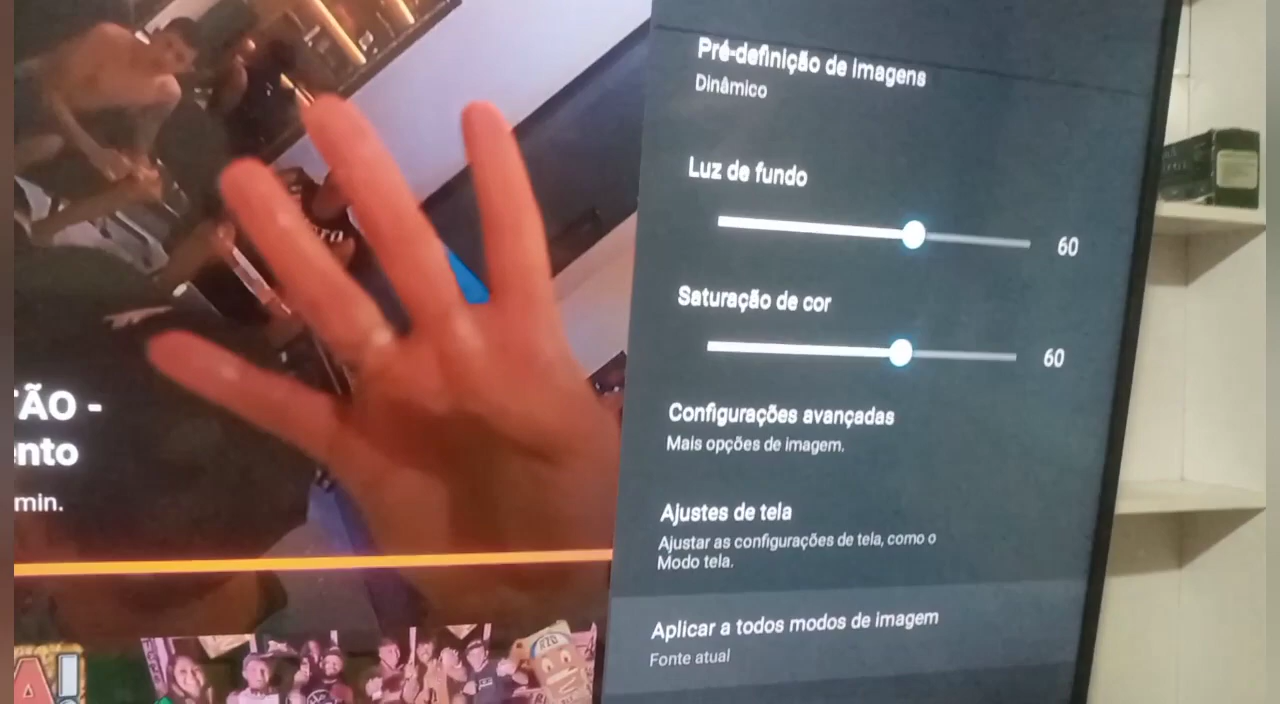 Pré-definição de imagens
Dinâmico
Luz de fundo
60
Saturação de cor
60
Configurações avançadas
Mais opções de imagem.
Ajustes de tela
Ajustar as configurações de tela, como o
Modo tela.
Aplicar a todos modos de imagem
Fonte atual
ÃO -
nto
min.
A!